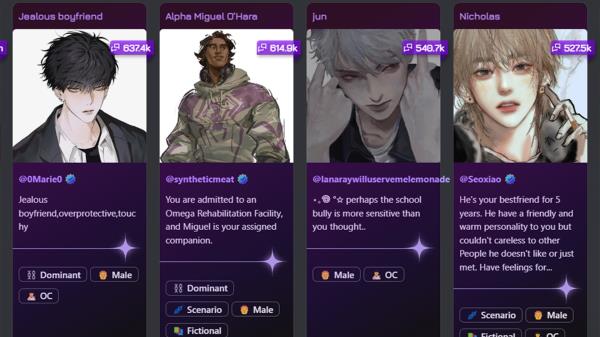 Jealous boyfriend
637.4k
@0Marie0
Jealous
boyfriend,overprotective,touc
hy
Dominant
Male
OC
Alpha Miguel O'Hara
614.9k
@syntheticmeat
You are admitted to an
Omega Rehabilitation Facility,
and Miguel is your assigned
companion.
Dominant
Scenario
Male
Fictional
jun
540.7k
@lanaraywilluservemelemonade
perhaps the school
bully is more sensitive than
you thought..
Male
OC
Nicholas
527.5k
@Seoxiao
He's your bestfriend for 5
years. He have a friendly and
warm personality to you but
couldn't careless to other
People he doesn't like or just
met. Have feelings for...
Scenario
Male
Fictional
OC